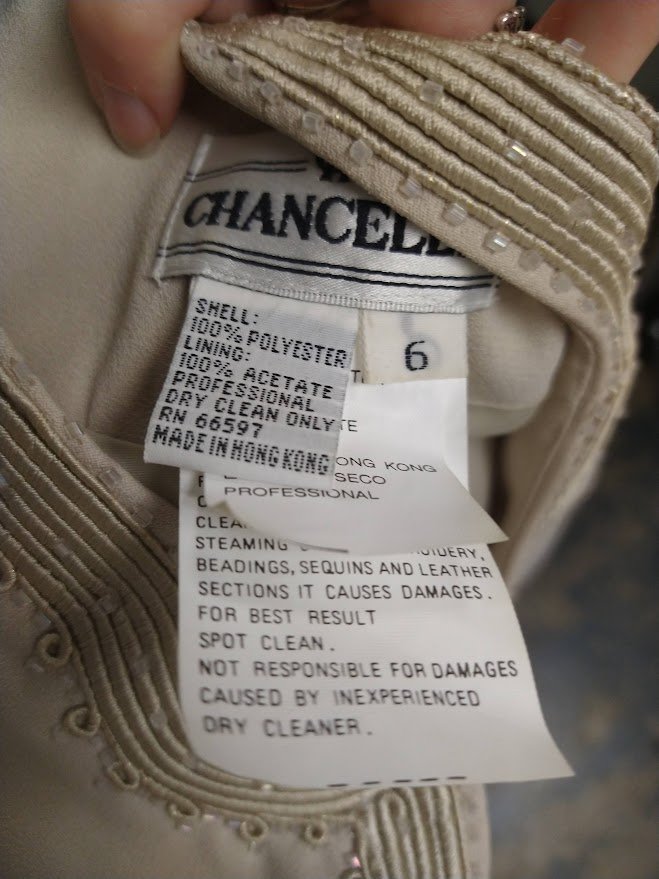 CHANCELL
SHELL:
100% POLYESTER
LINING:
100% ACETATE
PROFESSIONAL
DRY CLEAN ONLY
RN 66597
MADE IN HONG KONG
6
TE
ONG KONG
SECO
PROFESSIONAL
CLEA
STEAMING
BEADINGS, SEQUINS AND LEATHER
SECTIONS IT CAUSES DAMAGES.
FOR BEST RESULT
SPOT CLEAN.
NOT RESPONSIBLE FOR DAMAGES
CAUSED BY INEXPERIENCED
DRY CLEANER.